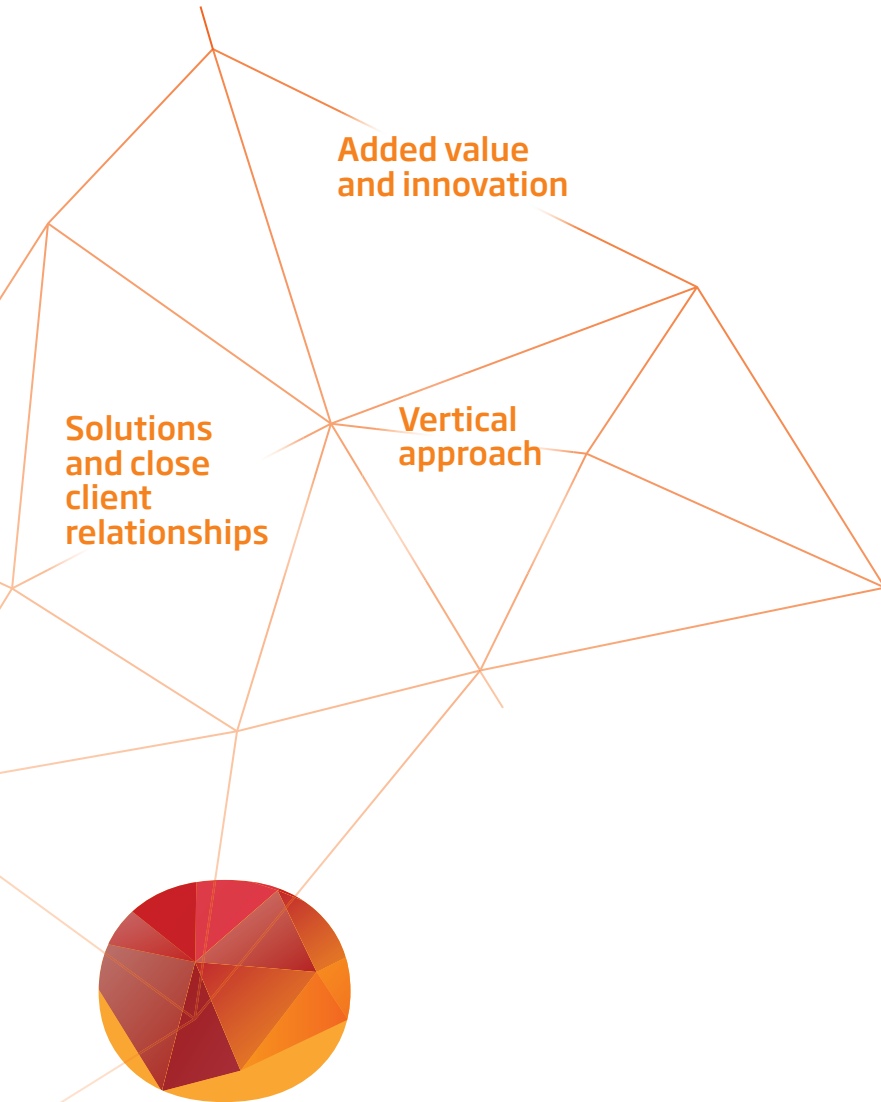 Added value
and innovation
Solutions
and close
client
relationships
Vertical
approach